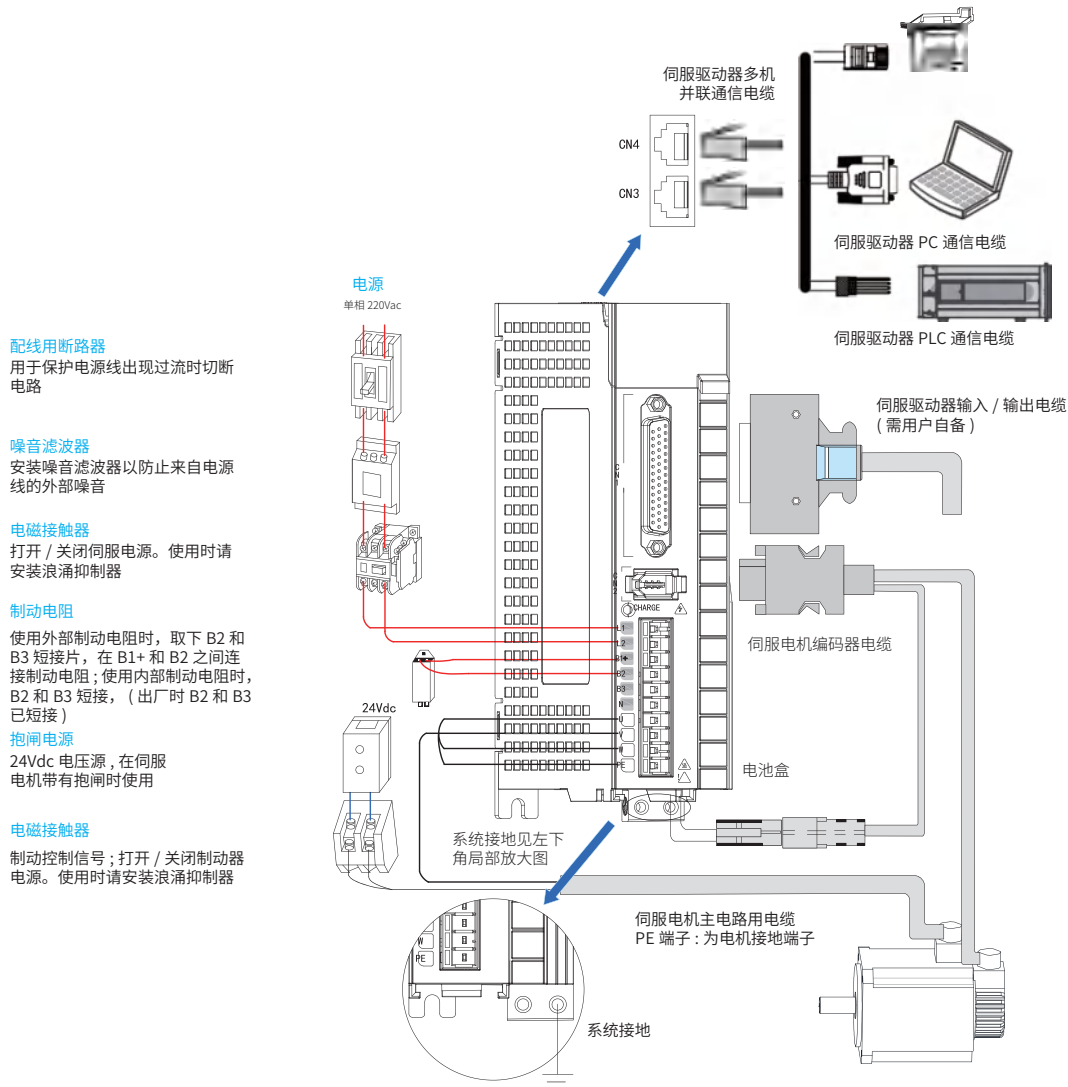 伺服驱动器多机
并联通信电缆
CN4
CN3
伺服驱动器 PC 通信电缆
伺服驱动器 PLC 通信电缆
电源
单相 220Vac
配线用断路器
用于保护电源线出现过流时切断
电路
噪音滤波器
安装噪音滤波器以防止来自电源
线的外部噪音
电磁接触器
打开 / 关闭伺服电源。使用时请
安装浪涌抑制器
制动电阻
使用外部制动电阻时，取下 B2 和
B3 短接片，在 B1+ 和 B2 之间连
接制动电阻 ; 使用内部制动电阻时，
B2 和 B3 短接， ( 出厂时 B2 和 B3
已短接 )
抱闸电源
24Vdc 电压源 , 在伺服
电机带有抱闸时使用
电磁接触器
制动控制信号 ; 打开 / 关闭制动器
电源。使用时请安装浪涌抑制器
24Vdc
伺服驱动器输入 / 输出电缆
( 需用户自备 )
CN1
CN2
CHARGE
L1
L2
B1+
B2
B3
N
U
V
W
PE
伺服电机编码器电缆
电池盒
系统接地见左下
角局部放大图
伺服电机主电路用电缆
PE 端子 : 为电机接地端子
W
PE
系统接地